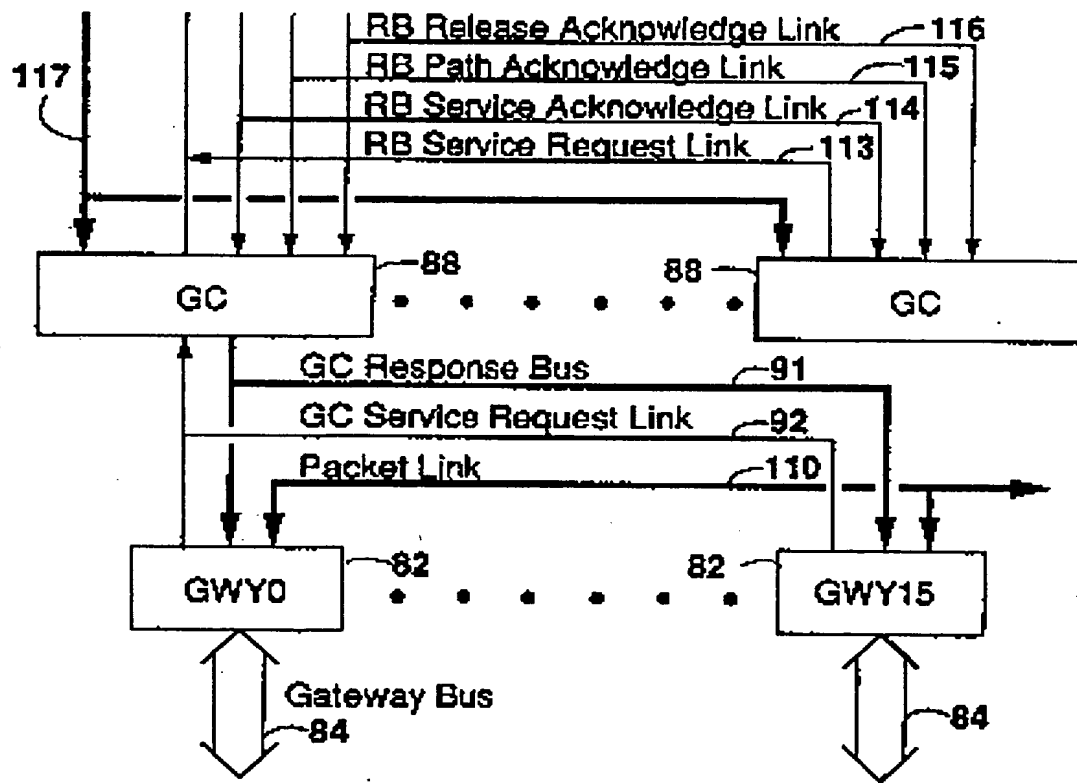 RB Release Acknowledge Link 116
117 RB Path Acknowledge Link 115
RB Service Acknowledge Link 114
RB Service Request Link 113
88 88
GC GC
GC Response Bus 91
GC Service Request Link 92
Packet Link 110
82 82
GWY0 GWY15
Gateway Bus
84 84